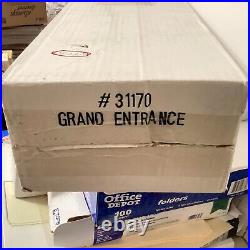 # 31170
GRAND ENTRANCE
Office
DEPOT
folders
100